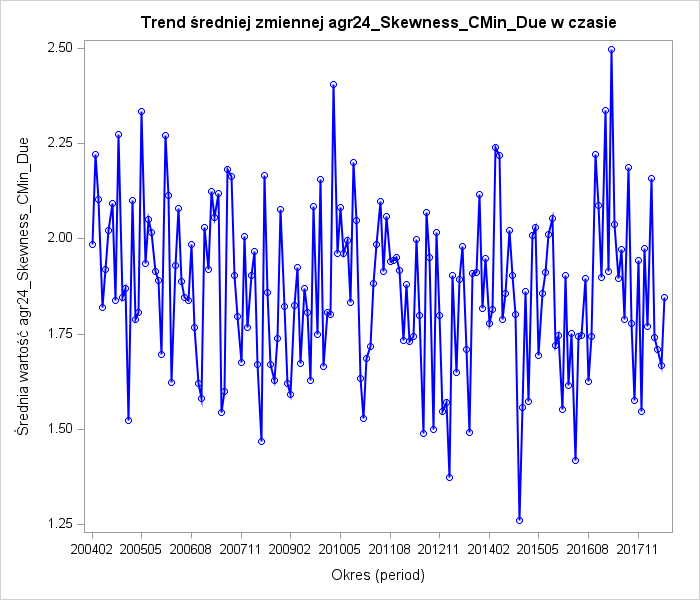 Trend średniej zmiennej agr24_Skewness_CMin_Due w czasie
Średnia wartość agr24_Skewness_CMin_Due
2.50
2.25
2.00
1.75
1.50
1.25
200402 200505 200608 200711 200902 201005 201108 201211 201402 201505 201608 201711
Okres (period)